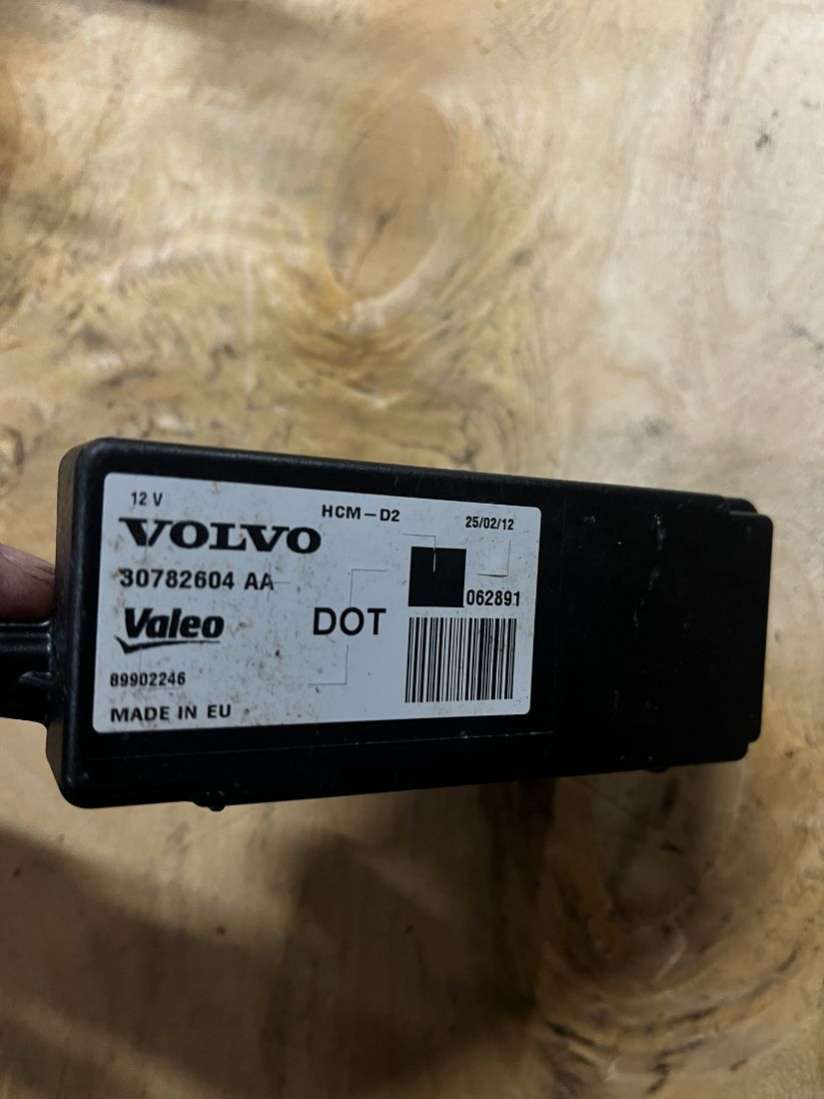 12 V
HCM-D2
25/02/12
VOLVO
30782604 AA
062891
Valeo
DOT
89902246
MADE IN EU